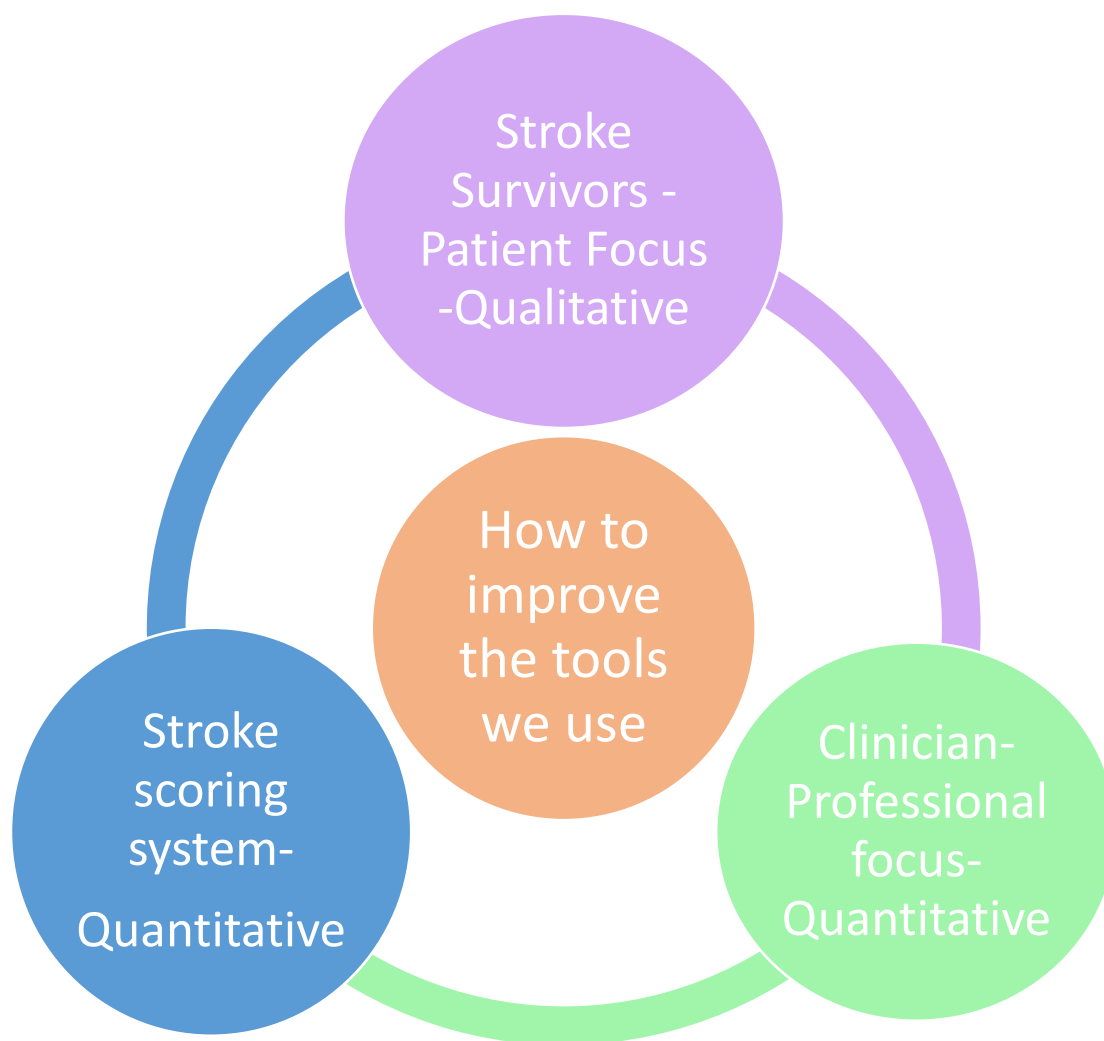 Stroke
Survivors -
Patient Focus
-Qualitative
How to
improve
the tools
we use
Stroke
scoring
system-
Quantitative
Clinician-
Professional
focus-
Quantitative